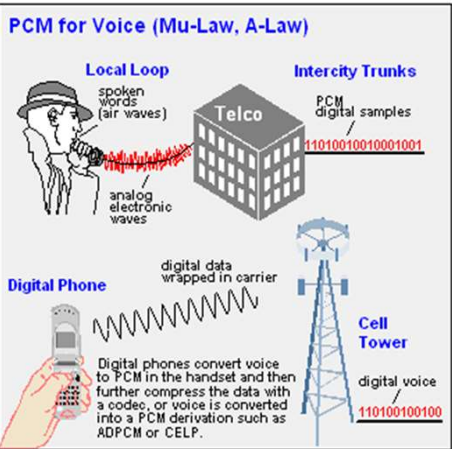 PCM for Voice (Mu-Law, A-Law)
Local Loop
Intercity Trunks
spoken
words
(air waves)
Telco
PCM
digital samples
11010010010001001
analog
electronic
waves
digital data
wrapped in carrier
Digital Phone
Cell
Tower
Digital phones convert voice
to PCM in the handset and then
further compress the data with
a codec, or voice is converted
into a PCM derivation such as
ADPCM or CELP.
digital voice
110100100100